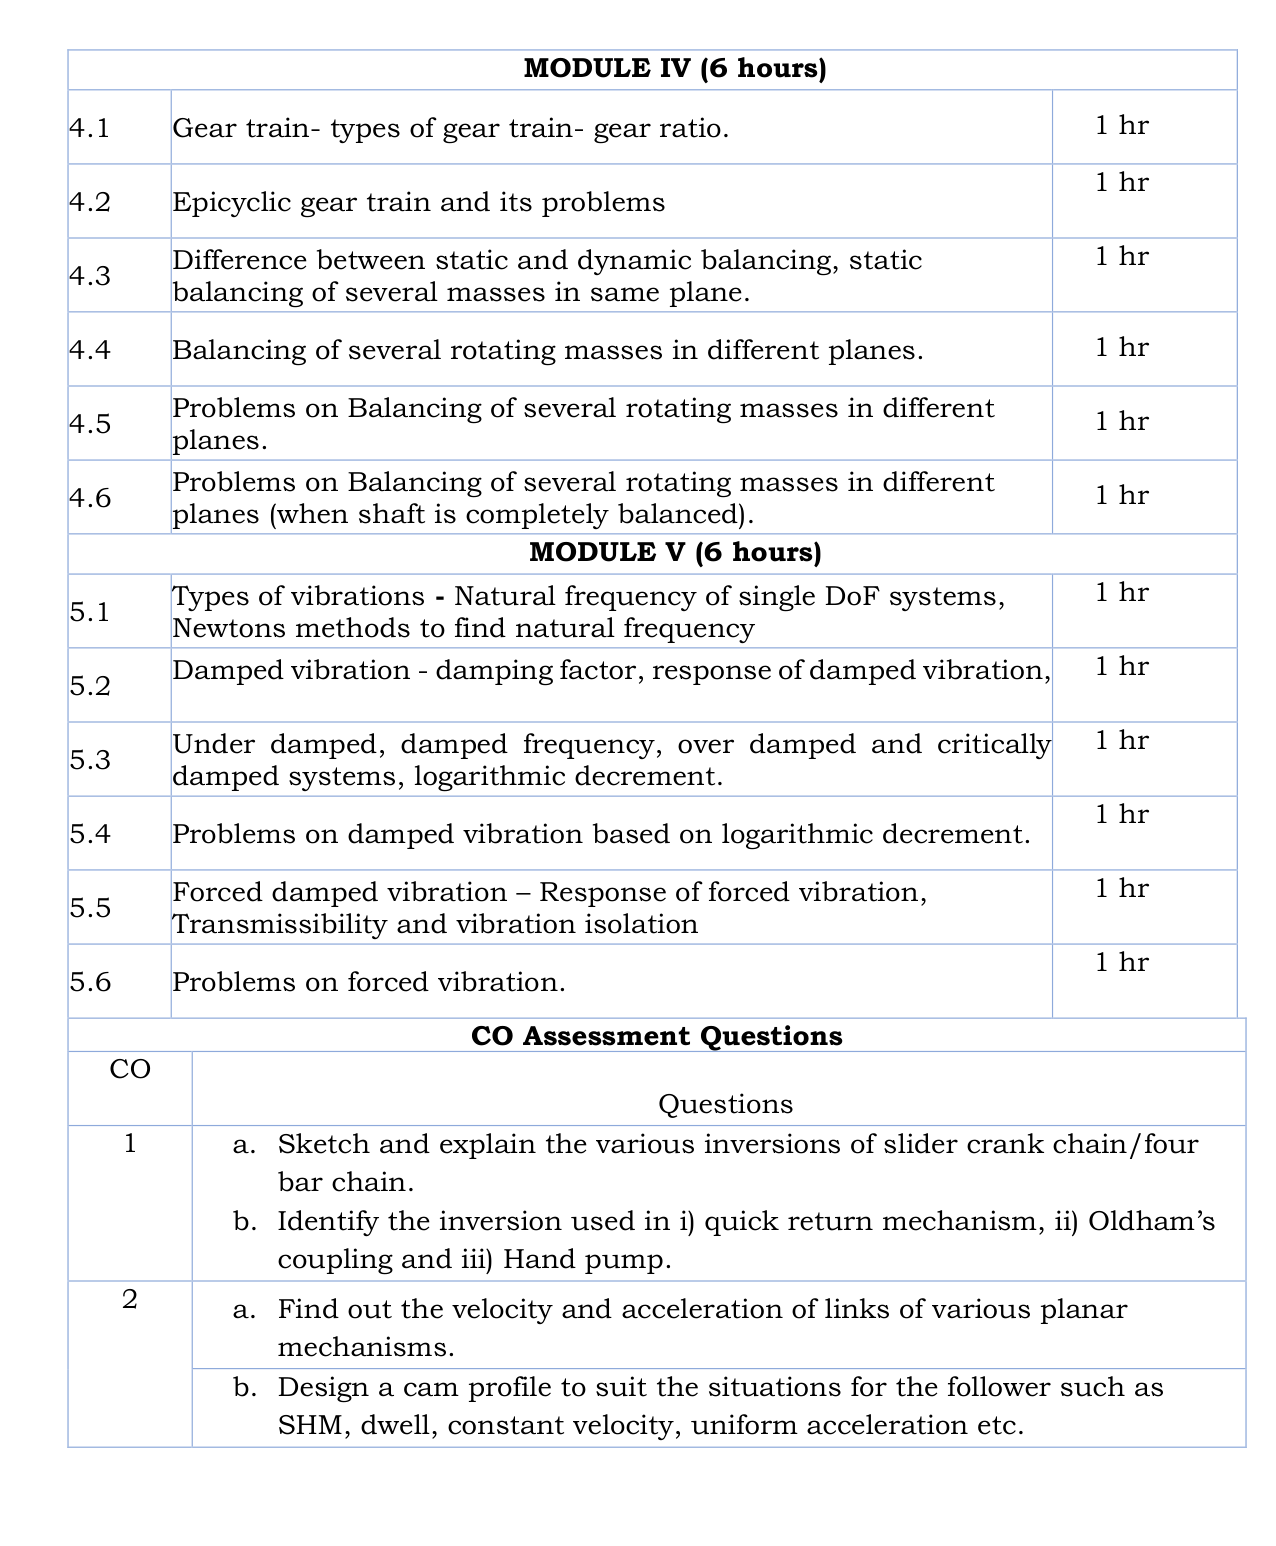 MODULE IV (6 hours)
4.1 Gear train- types of gear train- gear ratio. 1 hr
4.2 Epicyclic gear train and its problems 1 hr
4.3 Difference between static and dynamic balancing, static 1 hr
balancing of several masses in same plane.
4.4 Balancing of several rotating masses in different planes. 1 hr
4.5 Problems on Balancing of several rotating masses in different 1 hr
planes.
4.6 Problems on Balancing of several rotating masses in different 1 hr
planes (when shaft is completely balanced).
MODULE V (6 hours)
5.1 Types of vibrations - Natural frequency of single DoF systems, 1 hr
Newtons methods to find natural frequency
5.2 Damped vibration - damping factor, response of damped vibration, 1 hr
5.3 Under damped, damped frequency, over damped and critically 1 hr
damped systems, logarithmic decrement.
5.4 Problems on damped vibration based on logarithmic decrement. 1 hr
5.5 Forced damped vibration – Response of forced vibration, 1 hr
Transmissibility and vibration isolation
5.6 Problems on forced vibration. 1 hr
CO Assessment Questions
CO
Questions
1 a. Sketch and explain the various inversions of slider crank chain/four
bar chain.
b. Identify the inversion used in i) quick return mechanism, ii) Oldham’s
coupling and iii) Hand pump.
2 a. Find out the velocity and acceleration of links of various planar
mechanisms.
b. Design a cam profile to suit the situations for the follower such as
SHM, dwell, constant velocity, uniform acceleration etc.